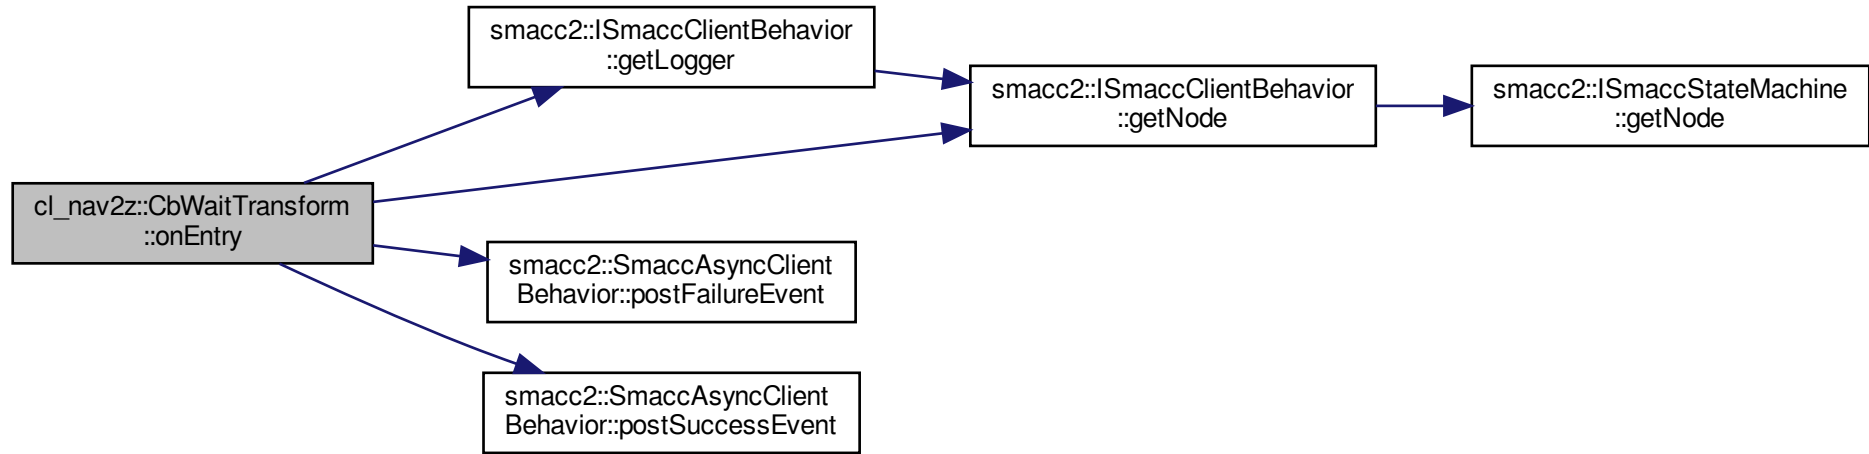 smacc2::ISmaccClientBehavior
::getLogger
smacc2::ISmaccClientBehavior
::getNode
smacc2::ISmaccStateMachine
::getNode
cl_nav2z::CbWaitTransform
::onEntry
smacc2::SmaccAsyncClient
Behavior::postFailureEvent
smacc2::SmaccAsyncClient
Behavior::postSuccessEvent